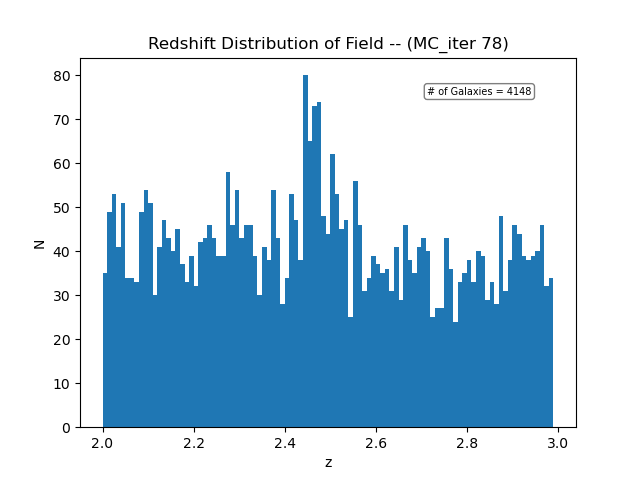 Redshift Distribution of Field -- (MC_iter 78)
# of Galaxies = 4148
80
70
60
50
40
30
20
10
0
N
2.0 2.2 2.4 2.6 2.8 3.0
z